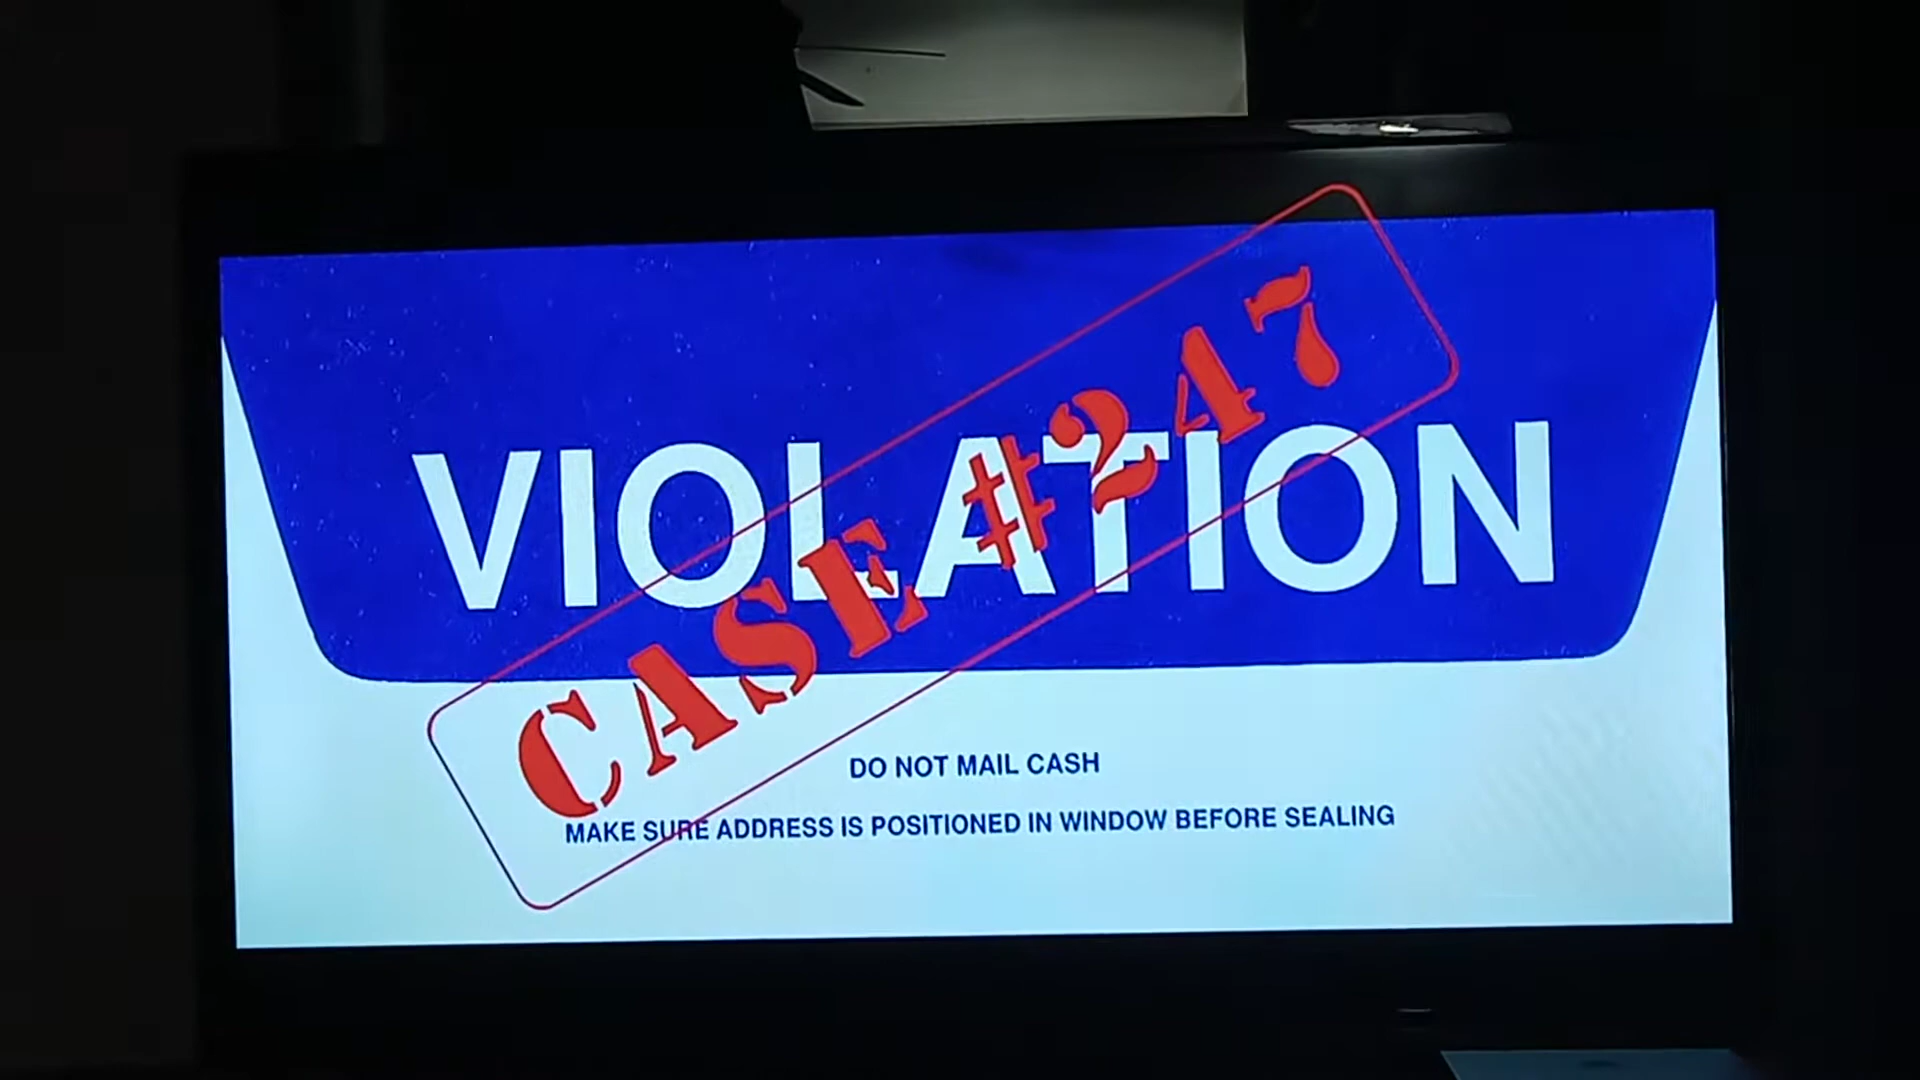 VIOLATION
CASE #247
DO NOT MAIL CASH
MAKE SURE ADDRESS IS POSITIONED IN WINDOW BEFORE SEALING